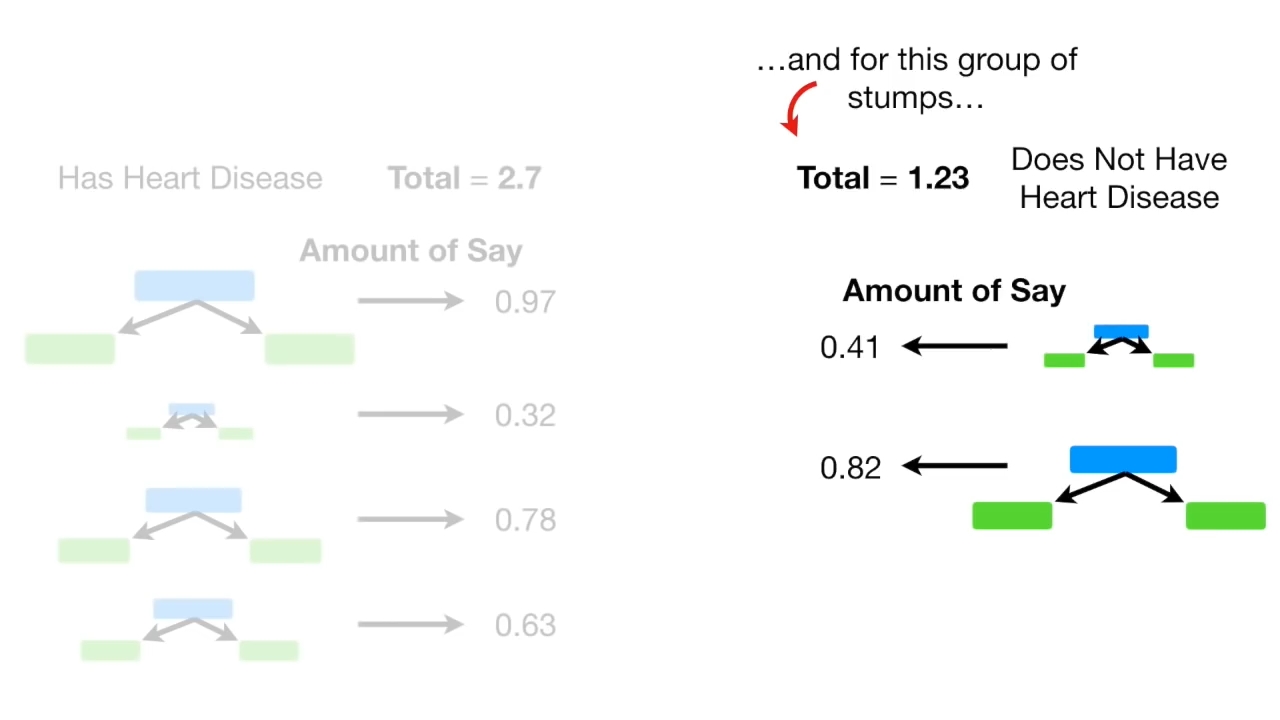 …and for this group of
stumps…
Has Heart Disease
Total = 2.7
Total = 1.23
Does Not Have
Heart Disease
Amount of Say
0.97
0.32
0.78
0.63
Amount of Say
0.41
0.82